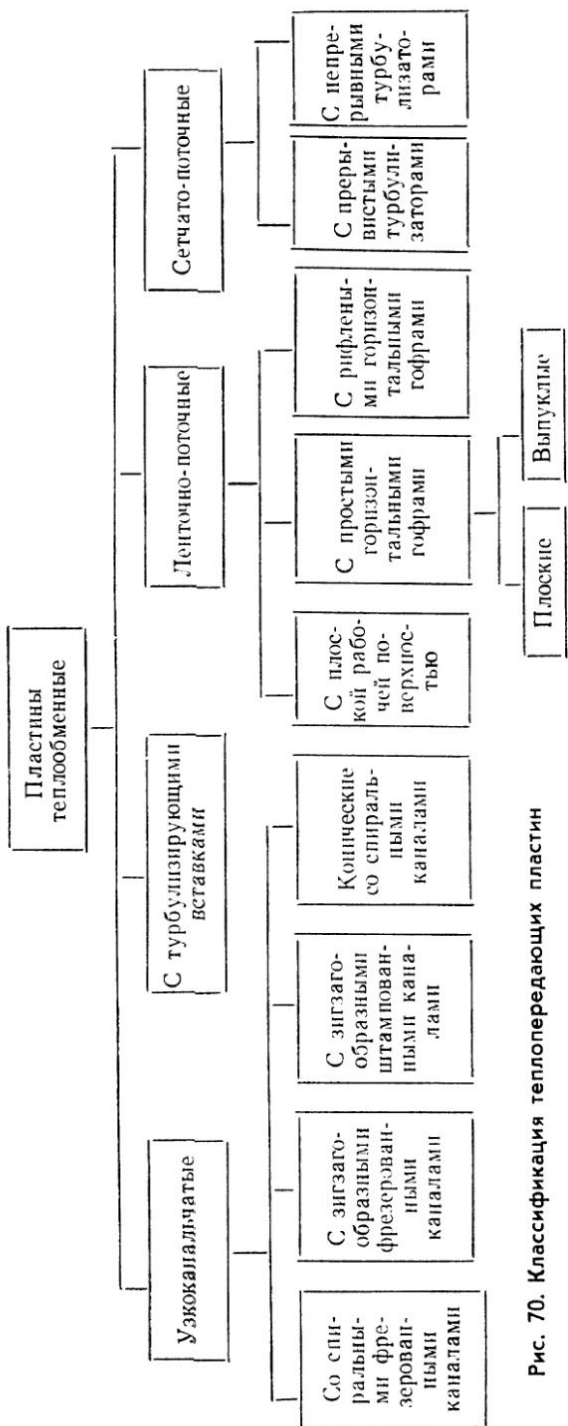 Пластины
теплообменные
Узкоканальчатые
С турбулизирующими
вставками
Ленточно-поточные
Сетчато-поточные
Со спи-
ральны-
ми фре-
зерован-
ными
каналами
С зигзаго-
образными
фрезерован-
ными
каналами
С зигзаго-
образными
штампован-
ными кана-
лами
Конические
со спираль-
ными
каналами
С плос-
кой рабо-
чей по-
верхнос-
тью
С простыми
горизон-
тальными
гофрами
С рифлены-
ми горизон-
тальными
гофрами
С преры-
вистыми
турбули-
заторами
С непре-
рывными
турбу-
лизато-
рами
Плоские
Выпуклые
Рис. 70. Классификация теплопередающих пластин